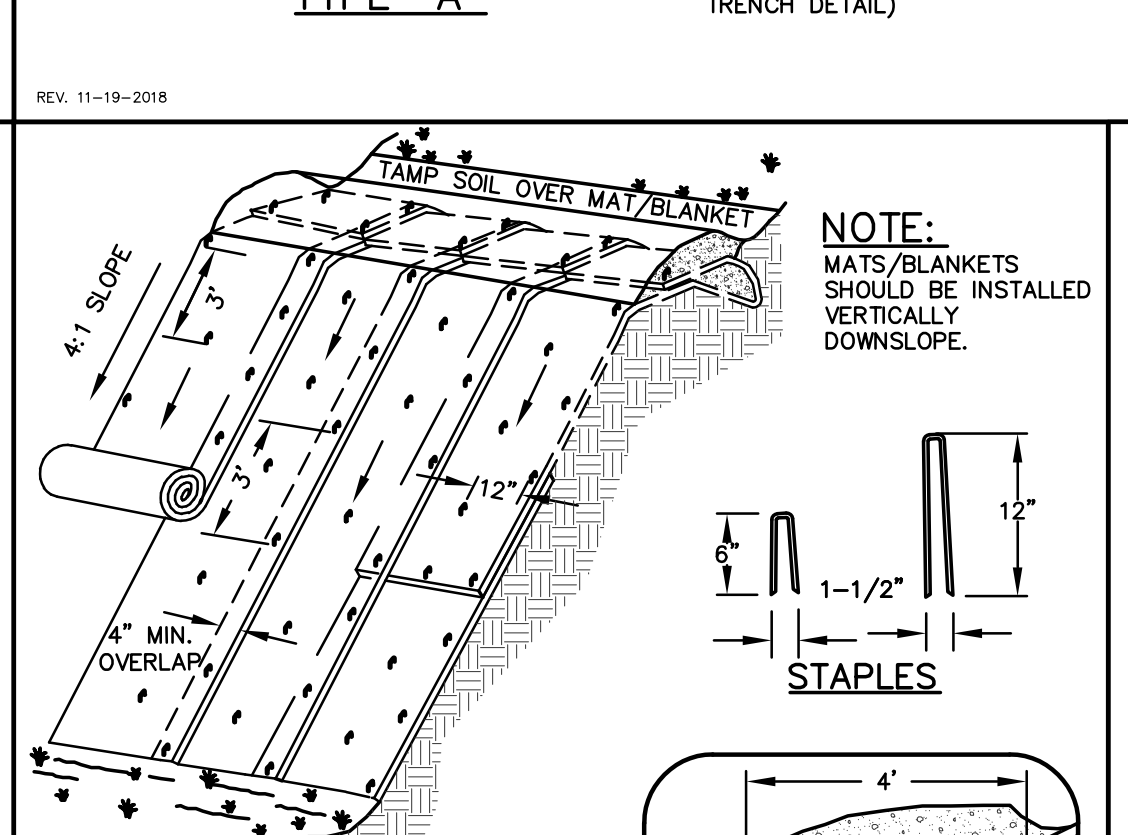 TYPE "A"
TRENCH DETAIL)
REV. 11-19-2018
TAMP SOIL OVER MAT/BLANKET
4:1 SLOPE
3'
3'
12"
4" MIN.
OVERLAP
NOTE:
MATS/BLANKETS
SHOULD BE INSTALLED
VERTICALLY
DOWNSLOPE.
6"
1-1/2"
12"
STAPLES
4'